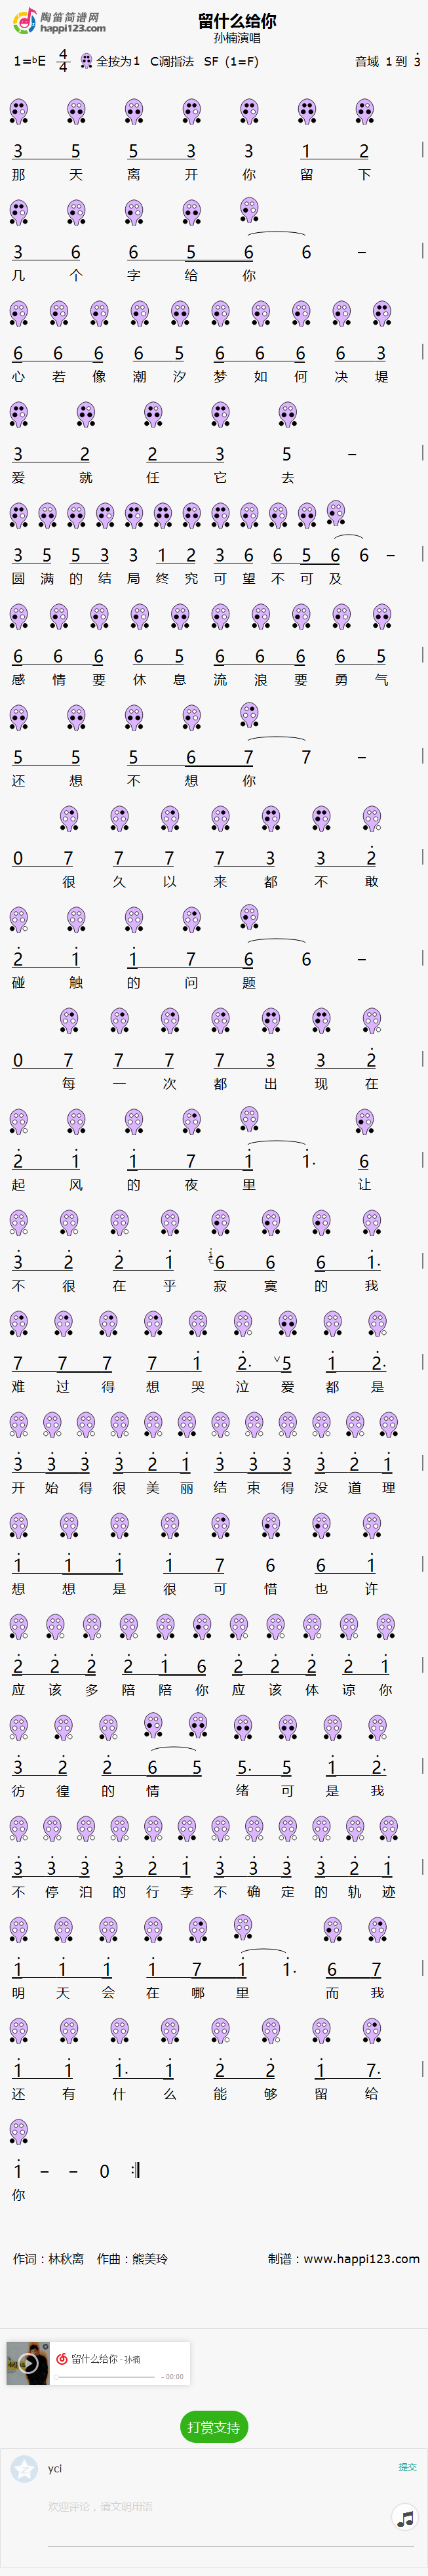 陶笛简谱网
happi123.com
留什么给你
孙楠演唱
1=♭E 4/4 全按为1 C调指法 SF (1=F) 音域 1 到 3̇
3 5 5 3 3 1 2 |
那 天 离 开 你 留 下
3 6 6 5 6 6 – |
几 个 字 给 你
6 6 6 6 5 6 6 6 6 3 |
心 若 像 潮 汐 梦 如 何 决 堤
3 2 2 3 5 – |
爱 就 任 它 去
3 5 5 3 3 1 2 3 6 6 5 6 6 – |
圆 满 的 结 局 终 究 可 望 不 可 及
6 6 6 6 5 6 6 6 6 5 |
感 情 要 休 息 流 浪 要 勇 气
5 5 5 6 7 7 – |
还 想 不 想 你
0 7 7 7 7 3 3 2̇ |
很 久 以 来 都 不 敢
2̇ 1̇ 1̇ 7 6 6 – |
碰 触 的 问 题
0 7 7 7 7 3 3 2̇ |
每 一 次 都 出 现 在
2̇ 1̇ 1̇ 7 1̇ 1̇· 6 |
起 风 的 夜 里 让
3̇ 2̇ 2̇ 1̇ 6 6 6 1̇· |
不 很 在 乎 寂 寞 的 我
7 7 7 7 1̇ 2̇· ∨ 5 1̇ 2̇· |
难 过 得 想 哭 泣 爱 都 是
3̇ 3̇ 3̇ 3̇ 2̇ 1̇ 3̇ 3̇ 3̇ 3̇ 2̇ 1̇ |
开 始 得 很 美 丽 结 束 得 没 道 理
1̇ 1̇ 1̇ 1̇ 7 6 6 1̇ |
想 想 是 很 可 惜 也 许
2̇ 2̇ 2̇ 2̇ 1̇ 6 2̇ 2̇ 2̇ 2̇ 1̇ |
应 该 多 陪 陪 你 应 该 体 谅 你
3̇ 2̇ 2̇ 6 5 5· 5 1̇ 2̇· |
彷 徨 的 情 绪 可 是 我
3̇ 3̇ 3̇ 3̇ 2̇ 1̇ 3̇ 3̇ 3̇ 3̇ 2̇ 1̇ |
不 停 泊 的 行 李 不 确 定 的 轨 迹
1̇ 1̇ 1̇ 1̇ 7 1̇ 1̇· 6 7 |
明 天 会 在 哪 里 而 我
1̇ 1̇ 1̇· 1̇ 2̇ 2̇ 1̇ 7· |
还 有 什 么 能 够 留 给
1̇ – – 0 :‖
你
作词：林秋离 作曲：熊美玲 制谱：www.happi123.com
留什么给你 - 孙楠
- 00:00
打赏支持
yci 提交
欢迎评论，请文明用语